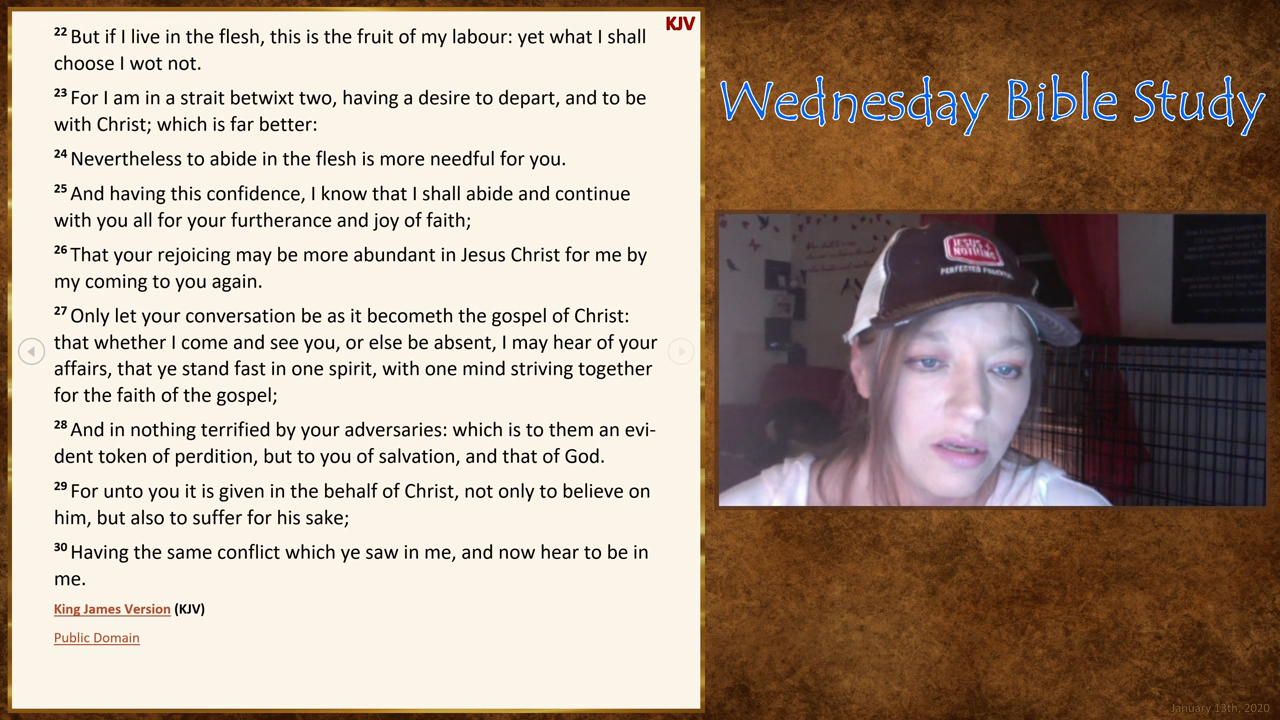 KJV
22 But if I live in the flesh, this is the fruit of my labour: yet what I shall
choose I wot not.
23 For I am in a strait betwixt two, having a desire to depart, and to be
with Christ; which is far better:
24 Nevertheless to abide in the flesh is more needful for you.
25 And having this confidence, I know that I shall abide and continue
with you all for your furtherance and joy of faith;
26 That your rejoicing may be more abundant in Jesus Christ for me by
my coming to you again.
27 Only let your conversation be as it becometh the gospel of Christ:
that whether I come and see you, or else be absent, I may hear of your
affairs, that ye stand fast in one spirit, with one mind striving together
for the faith of the gospel;
28 And in nothing terrified by your adversaries: which is to them an evi-
dent token of perdition, but to you of salvation, and that of God.
29 For unto you it is given in the behalf of Christ, not only to believe on
him, but also to suffer for his sake;
30 Having the same conflict which ye saw in me, and now hear to be in
me.
King James Version (KJV)
Public Domain
Wednesday Bible Study
JESUS +
NOTHING
PERFECTED
January 13th, 2020